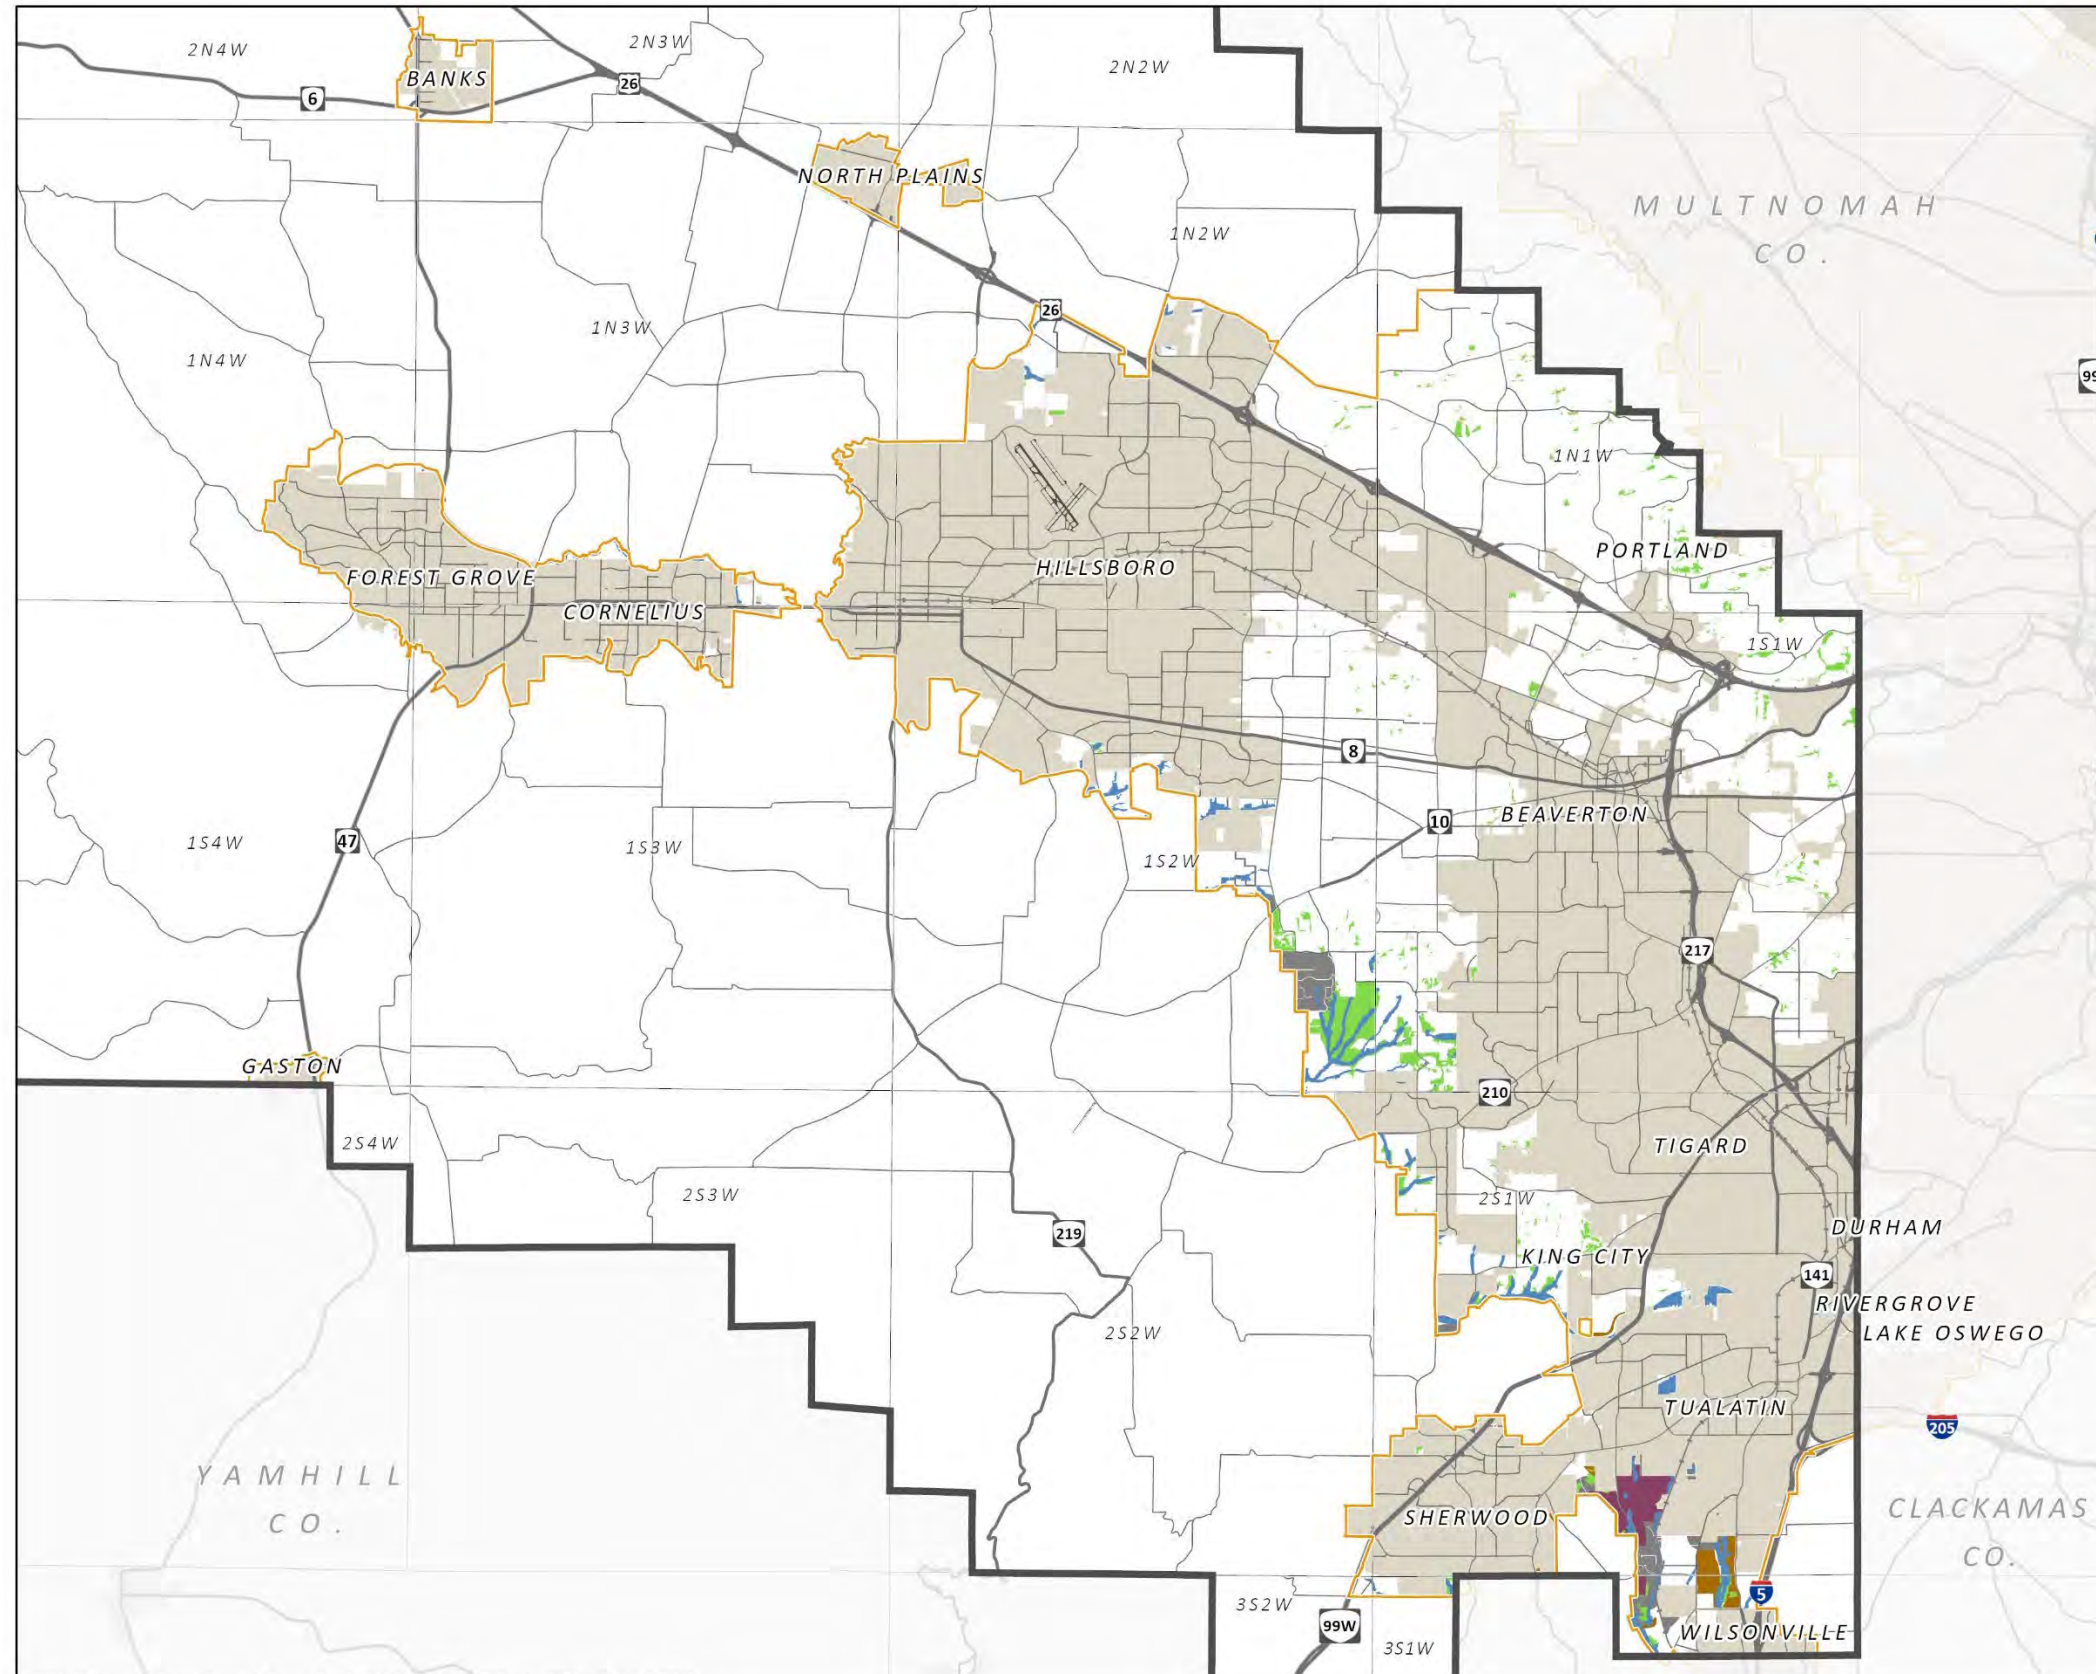 2N4W
2N3W
2N2W
BANKS
6
26
NORTH PLAINS
MULTNOMAH
CO.
1N2W
26
1N3W
1N4W
1N1W
PORTLAND
HILLSBORO
FOREST GROVE
CORNELIUS
1S1W
8
10
BEAVERTON
47
1S4W
1S3W
1S2W
217
GASTON
210
2S4W
TIGARD
2S3W
2S1W
219
DURHAM
KING CITY
141
RIVERGROVE
LAKE OSWEGO
2S2W
TUALATIN
205
YAMHILL
CO.
SHERWOOD
CLACKAMAS
CO.
5
3S2W
99W
3S1W
WILSONVILLE